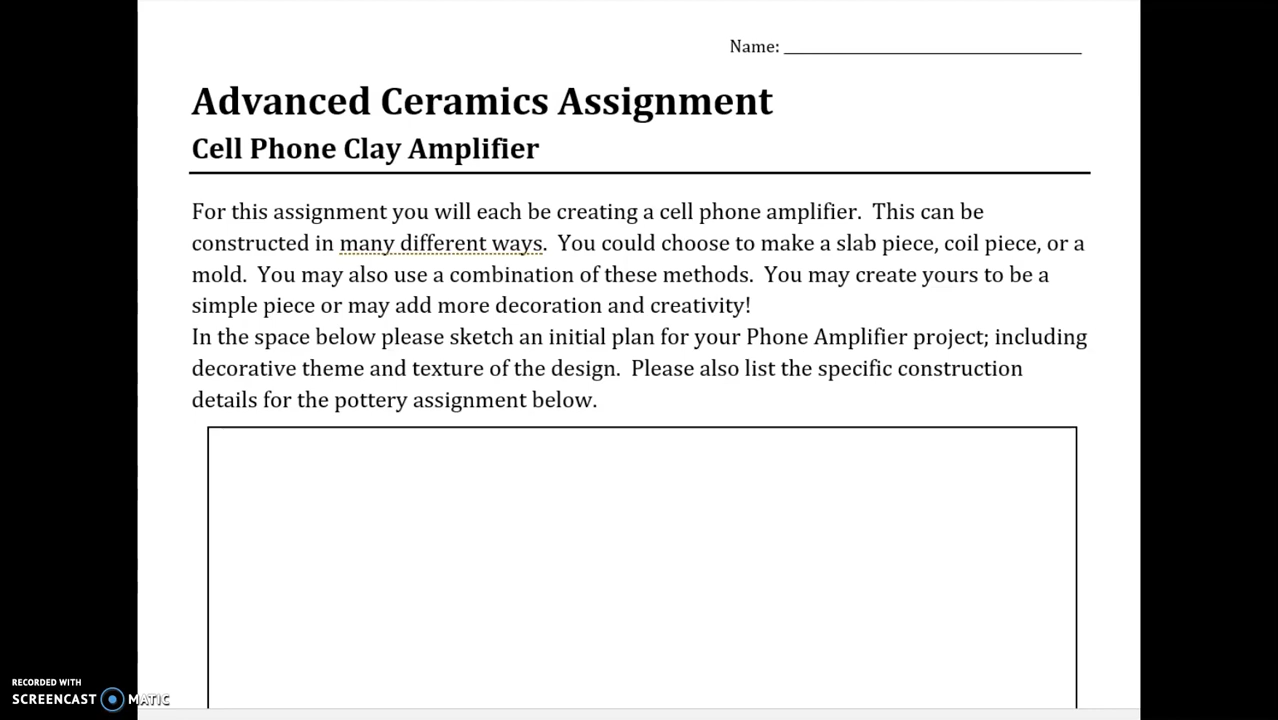 Name: ______________________________
Advanced Ceramics Assignment
Cell Phone Clay Amplifier
For this assignment you will each be creating a cell phone amplifier.  This can be
constructed in many different ways.  You could choose to make a slab piece, coil piece, or a
mold.  You may also use a combination of these methods.  You may create yours to be a
simple piece or may add more decoration and creativity!
In the space below please sketch an initial plan for your Phone Amplifier project; including
decorative theme and texture of the design.  Please also list the specific construction
details for the pottery assignment below.
RECORDED WITH
SCREENCAST MATIC